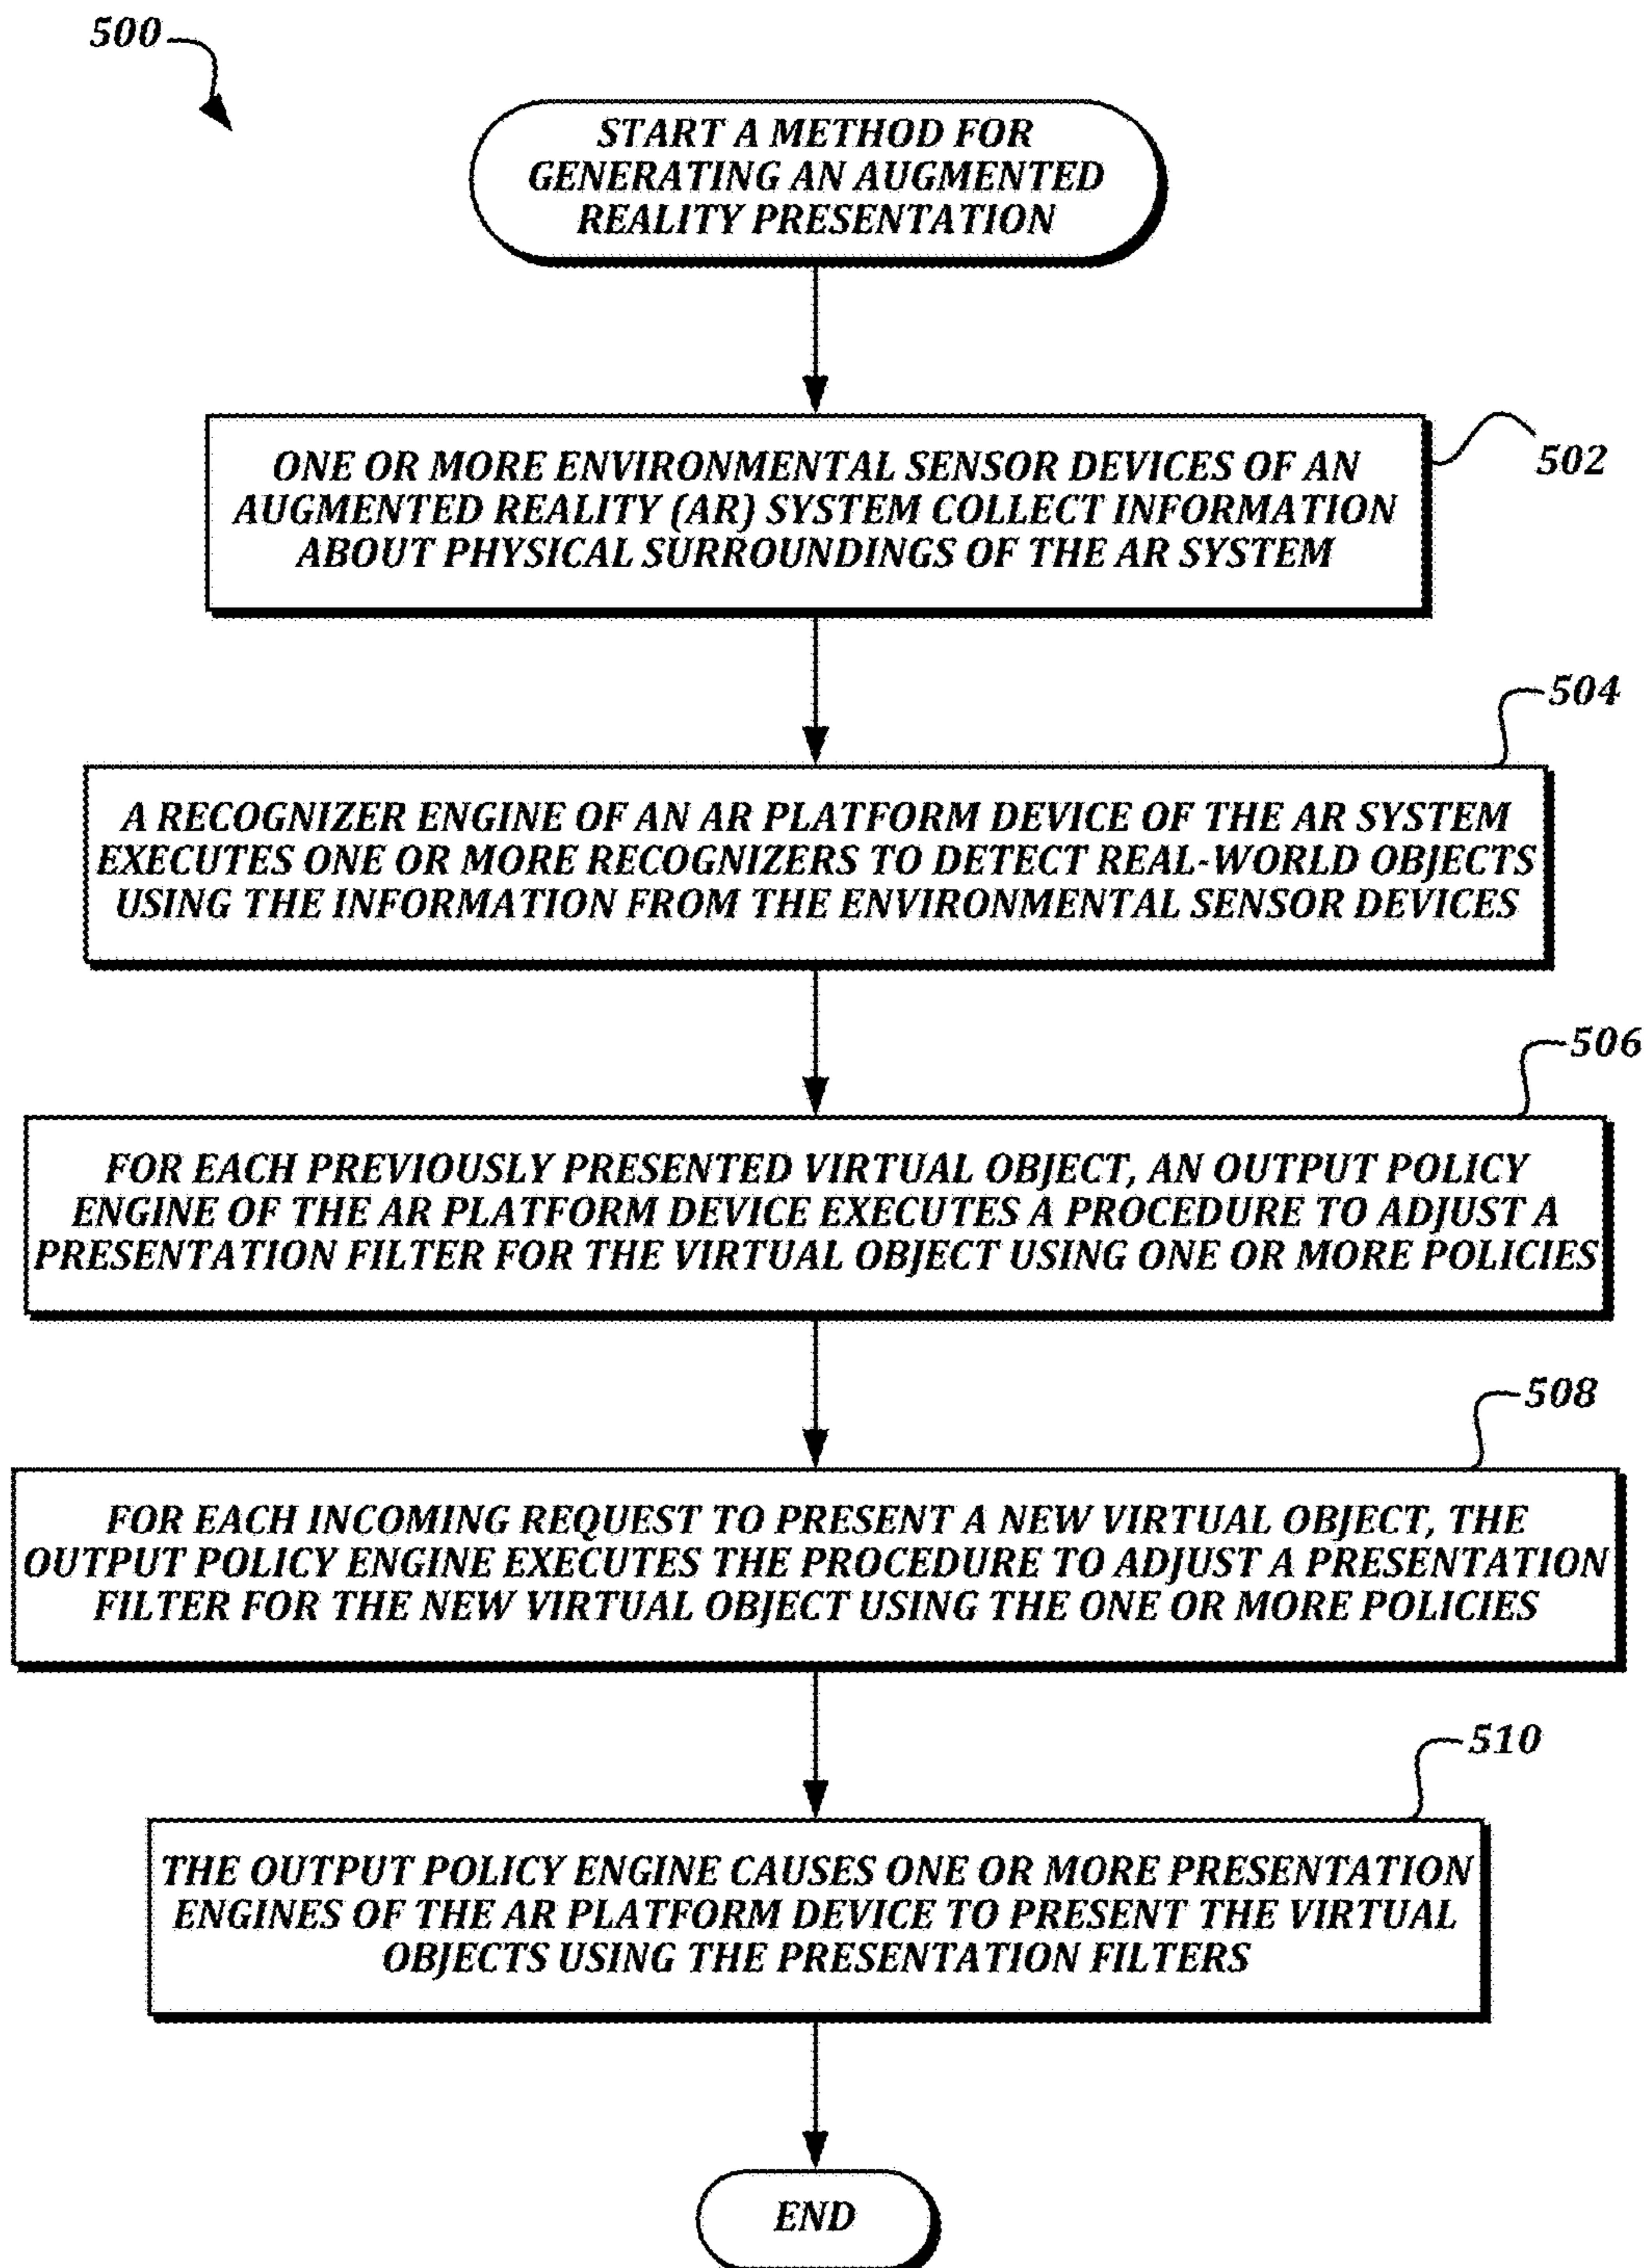 500
START A METHOD FOR
GENERATING AN AUGMENTED
REALITY PRESENTATION
ONE OR MORE ENVIRONMENTAL SENSOR DEVICES OF AN
AUGMENTED REALITY (AR) SYSTEM COLLECT INFORMATION
ABOUT PHYSICAL SURROUNDINGS OF THE AR SYSTEM
502
504
A RECOGNIZER ENGINE OF AN AR PLATFORM DEVICE OF THE AR SYSTEM
EXECUTES ONE OR MORE RECOGNIZERS TO DETECT REAL-WORLD OBJECTS
USING THE INFORMATION FROM THE ENVIRONMENTAL SENSOR DEVICES
506
FOR EACH PREVIOUSLY PRESENTED VIRTUAL OBJECT, AN OUTPUT POLICY
ENGINE OF THE AR PLATFORM DEVICE EXECUTES A PROCEDURE TO ADJUST A
PRESENTATION FILTER FOR THE VIRTUAL OBJECT USING ONE OR MORE POLICIES
508
FOR EACH INCOMING REQUEST TO PRESENT A NEW VIRTUAL OBJECT, THE
OUTPUT POLICY ENGINE EXECUTES THE PROCEDURE TO ADJUST A PRESENTATION
FILTER FOR THE NEW VIRTUAL OBJECT USING THE ONE OR MORE POLICIES
510
THE OUTPUT POLICY ENGINE CAUSES ONE OR MORE PRESENTATION
ENGINES OF THE AR PLATFORM DEVICE TO PRESENT THE VIRTUAL
OBJECTS USING THE PRESENTATION FILTERS
END